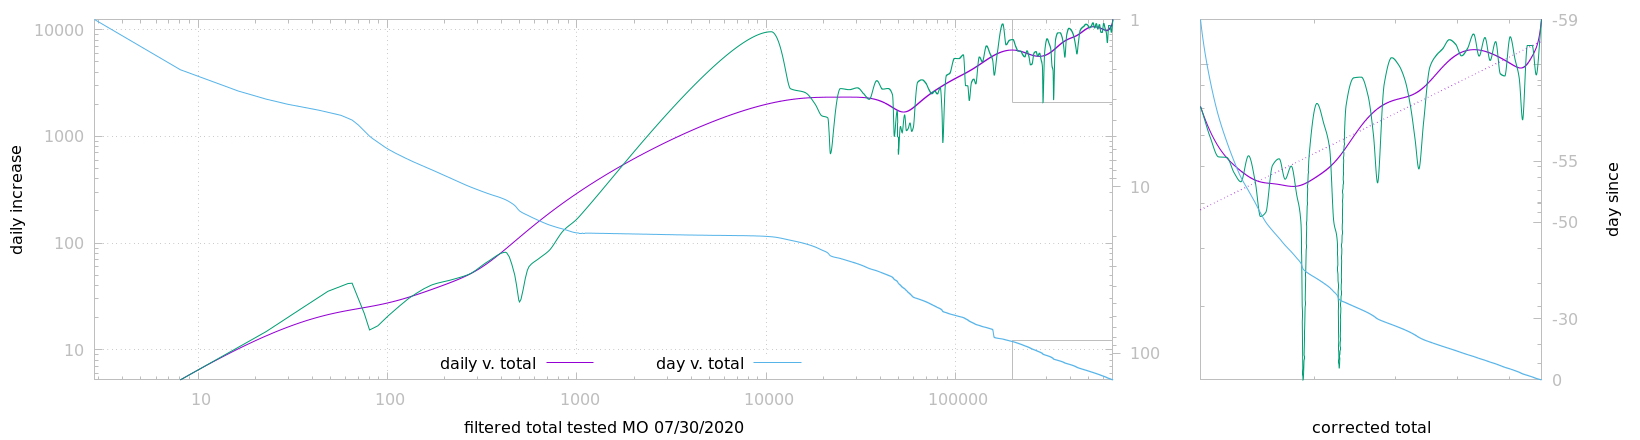 10000
1000
100
10
daily increase
10
100
1000
10000
100000
1
10
100
daily v. total
day v. total
filtered total tested MO 07/30/2020
-59
-55
-50
-30
0
day since
corrected total